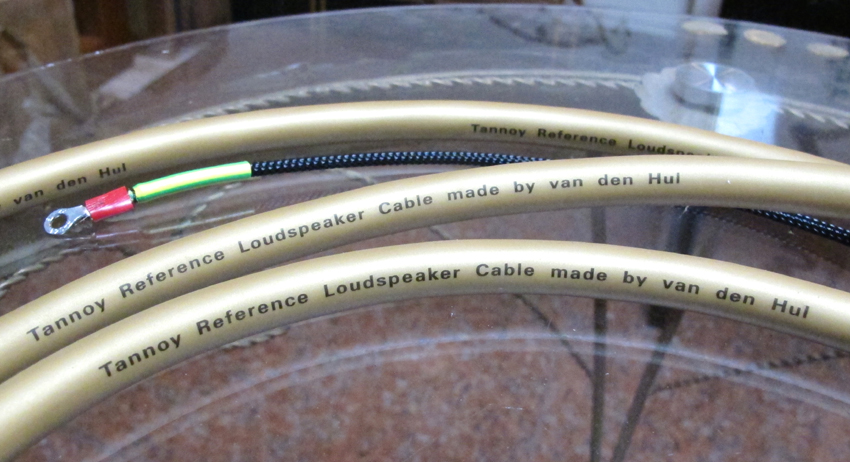 Tannoy Reference Loudspe
van den Hul
Tannoy Reference Loudspeaker Cable made by van den Hul
Tannoy Reference Loudspeaker Cable made by van den Hul